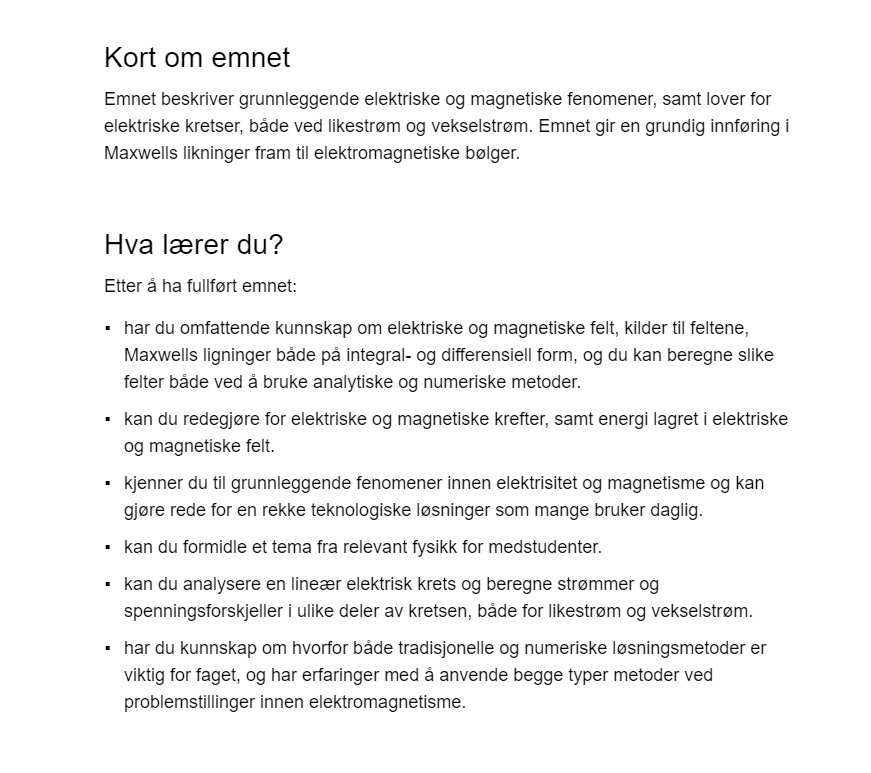 Kort om emnet
Emnet beskriver grunnleggende elektriske og magnetiske fenomener, samt lover for
elektriske kretser, både ved likestrøm og vekselstrøm. Emnet gir en grundig innføring i
Maxwells likninger fram til elektromagnetiske bølger.
Hva lærer du?
Etter å ha fullført emnet:
▪ har du omfattende kunnskap om elektriske og magnetiske felt, kilder til feltene,
Maxwells ligninger både på integral- og differensiell form, og du kan beregne slike
felter både ved å bruke analytiske og numeriske metoder.
▪ kan du redegjøre for elektriske og magnetiske krefter, samt energi lagret i elektriske
og magnetiske felt.
▪ kjenner du til grunnleggende fenomener innen elektrisitet og magnetisme og kan
gjøre rede for en rekke teknologiske løsninger som mange bruker daglig.
▪ kan du formidle et tema fra relevant fysikk for medstudenter.
▪ kan du analysere en lineær elektrisk krets og beregne strømmer og
spenningsforskjeller i ulike deler av kretsen, både for likestrøm og vekselstrøm.
▪ har du kunnskap om hvorfor både tradisjonelle og numeriske løsningsmetoder er
viktig for faget, og har erfaringer med å anvende begge typer metoder ved
problemstillinger innen elektromagnetisme.